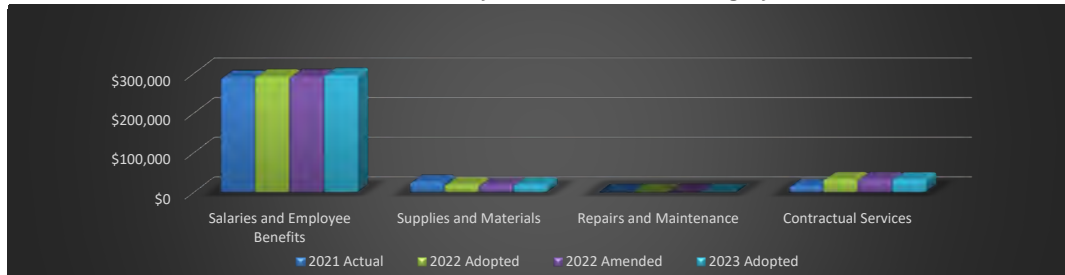 $300,000
$200,000
$100,000
$0
Salaries and Employee Benefits
Supplies and Materials
Repairs and Maintenance
Contractual Services
2021 Actual
2022 Adopted
2022 Amended
2023 Adopted